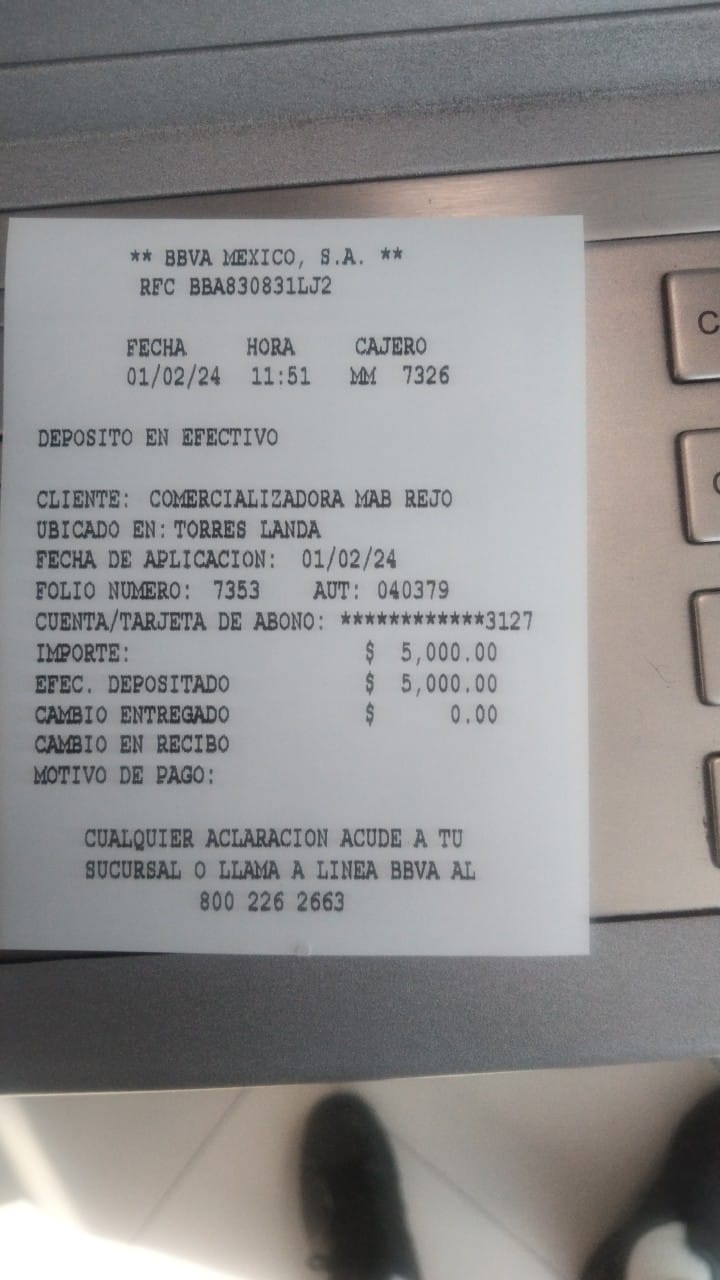 ** BBVA MEXICO, S.A. **
RFC BBA830831LJ2
FECHA HORA CAJERO
01/02/24 11:51 MM 7326
DEPOSITO EN EFECTIVO
CLIENTE: COMERCIALIZADORA MAB REJO
UBICADO EN: TORRES LANDA
FECHA DE APLICACION: 01/02/24
FOLIO NUMERO: 7353 AUT: 040379
CUENTA/TARJETA DE ABONO: ************3127
IMPORTE: $ 5,000.00
EFEC. DEPOSITADO $ 5,000.00
CAMBIO ENTREGADO $ 0.00
CAMBIO EN RECIBO
MOTIVO DE PAGO:
CUALQUIER ACLARACION ACUDE A TU
SUCURSAL O LLAMA A LINEA BBVA AL
800 226 2663